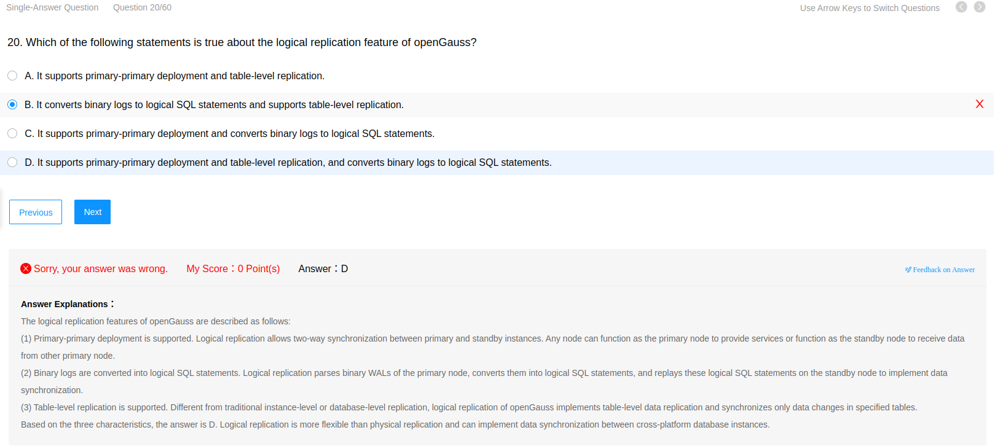 Single-Answer Question Question 20/60 Use Arrow Keys to Switch Questions
20. Which of the following statements is true about the logical replication feature of openGauss?
A. It supports primary-primary deployment and table-level replication.
B. It converts binary logs to logical SQL statements and supports table-level replication.
C. It supports primary-primary deployment and converts binary logs to logical SQL statements.
D. It supports primary-primary deployment and table-level replication, and converts binary logs to logical SQL statements.
Previous Next
Sorry, your answer was wrong. My Score：0 Point(s) Answer：D Feedback on Answer
Answer Explanations：
The logical replication features of openGauss are described as follows:
(1) Primary-primary deployment is supported. Logical replication allows two-way synchronization between primary and standby instances. Any node can function as the primary node to provide services or function as the standby node to receive data
from other primary node.
(2) Binary logs are converted into logical SQL statements. Logical replication parses binary WALs of the primary node, converts them into logical SQL statements, and replays these logical SQL statements on the standby node to implement data
synchronization.
(3) Table-level replication is supported. Different from traditional instance-level or database-level replication, logical replication of openGauss implements table-level data replication and synchronizes only data changes in specified tables.
Based on the three characteristics, the answer is D. Logical replication is more flexible than physical replication and can implement data synchronization between cross-platform database instances.